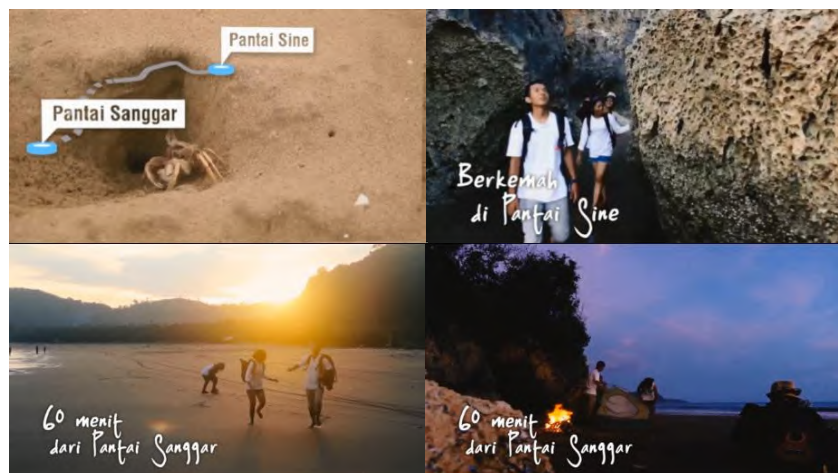 Pantai Sine
Pantai Sanggar
Berkemah
di Pantai Sine
60 menit
dari Pantai Sanggar
60 menit
dari Pantai Sanggar